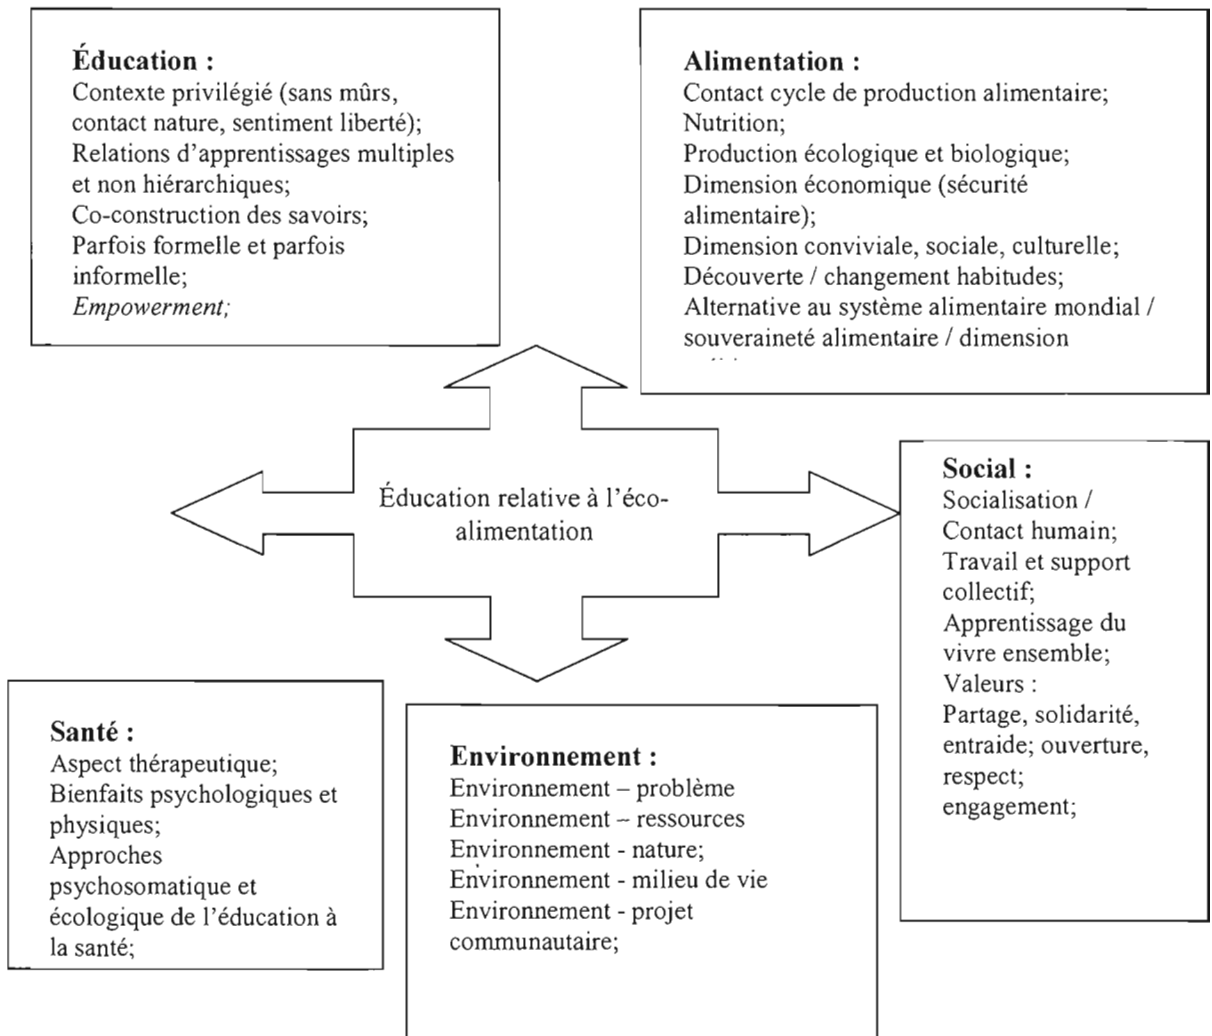 Éducation :
Contexte privilégié (sans mûrs,
contact nature, sentiment liberté);
Relations d'apprentissages multiples
et non hiérarchiques;
Co-construction des savoirs;
Parfois formelle et parfois
informelle;
Empowerment;
Alimentation :
Contact cycle de production alimentaire;
Nutrition;
Production écologique et biologique;
Dimension économique (sécurité
alimentaire);
Dimension conviviale, sociale, culturelle;
Découverte / changement habitudes;
Alternative au système alimentaire mondial /
souveraineté alimentaire / dimension
Éducation relative à l'éco-
alimentation
Social :
Socialisation /
Contact humain;
Travail et support
collectif;
Apprentissage du
vivre ensemble;
Valeurs :
Partage, solidarité,
entraide; ouverture,
respect;
engagement;
Santé :
Aspect thérapeutique;
Bienfaits psychologiques et
physiques;
Approches
psychosomatique et
écologique de l'éducation à
la santé;
Environnement :
Environnement – problème
Environnement – ressources
Environnement - nature;
Environnement - milieu de vie
Environnement - projet
communautaire;